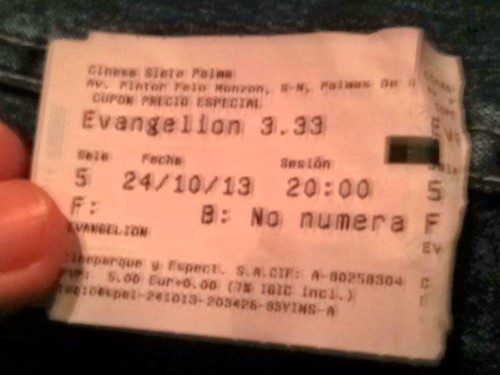 Cinesa Siete Palmas
Av. Pintor Felo Monzon, S-N, Palmas De G
CUPON PRECIO ESPECIAL
Evangelion 3.33
Sala Fecha Sesión
5 24/10/13 20:00
F: B: No numera
EVANGELION
y Espect. S.A.CIF: A-80258304
PVP: 5.00 Eur+0.00 (7% IGIC incl.)
5
F
EV